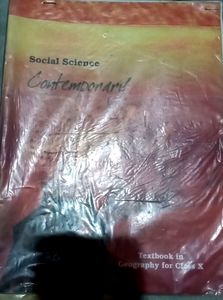 Social Science
Contemporary
Textbook in
Geography for Class X